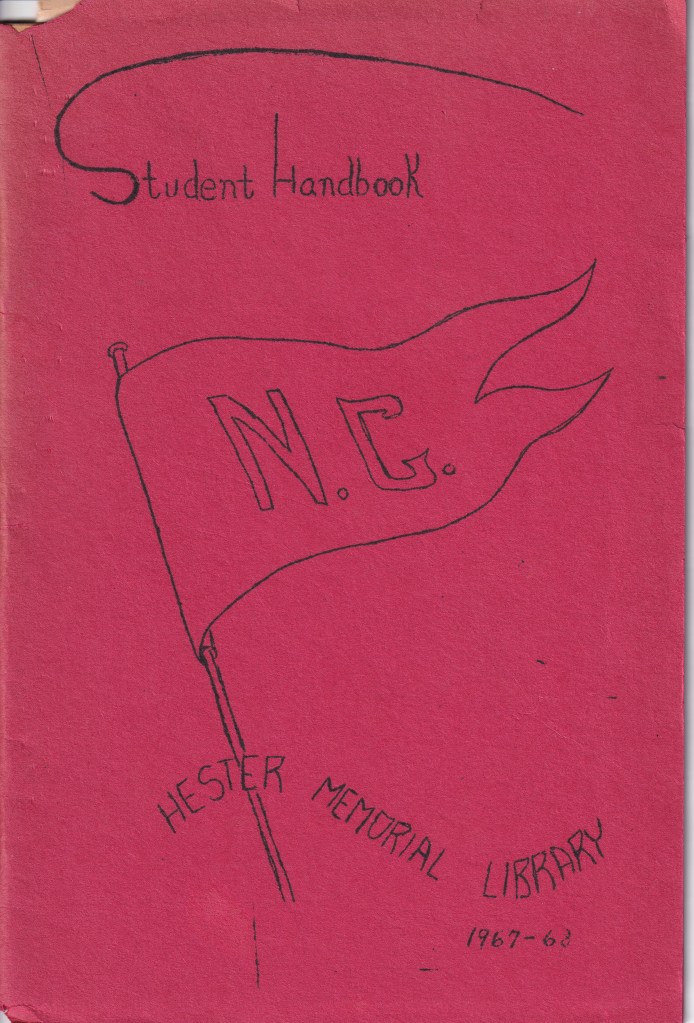 Student Handbook
N.C.
HESTER MEMORIAL LIBRARY
1967-68